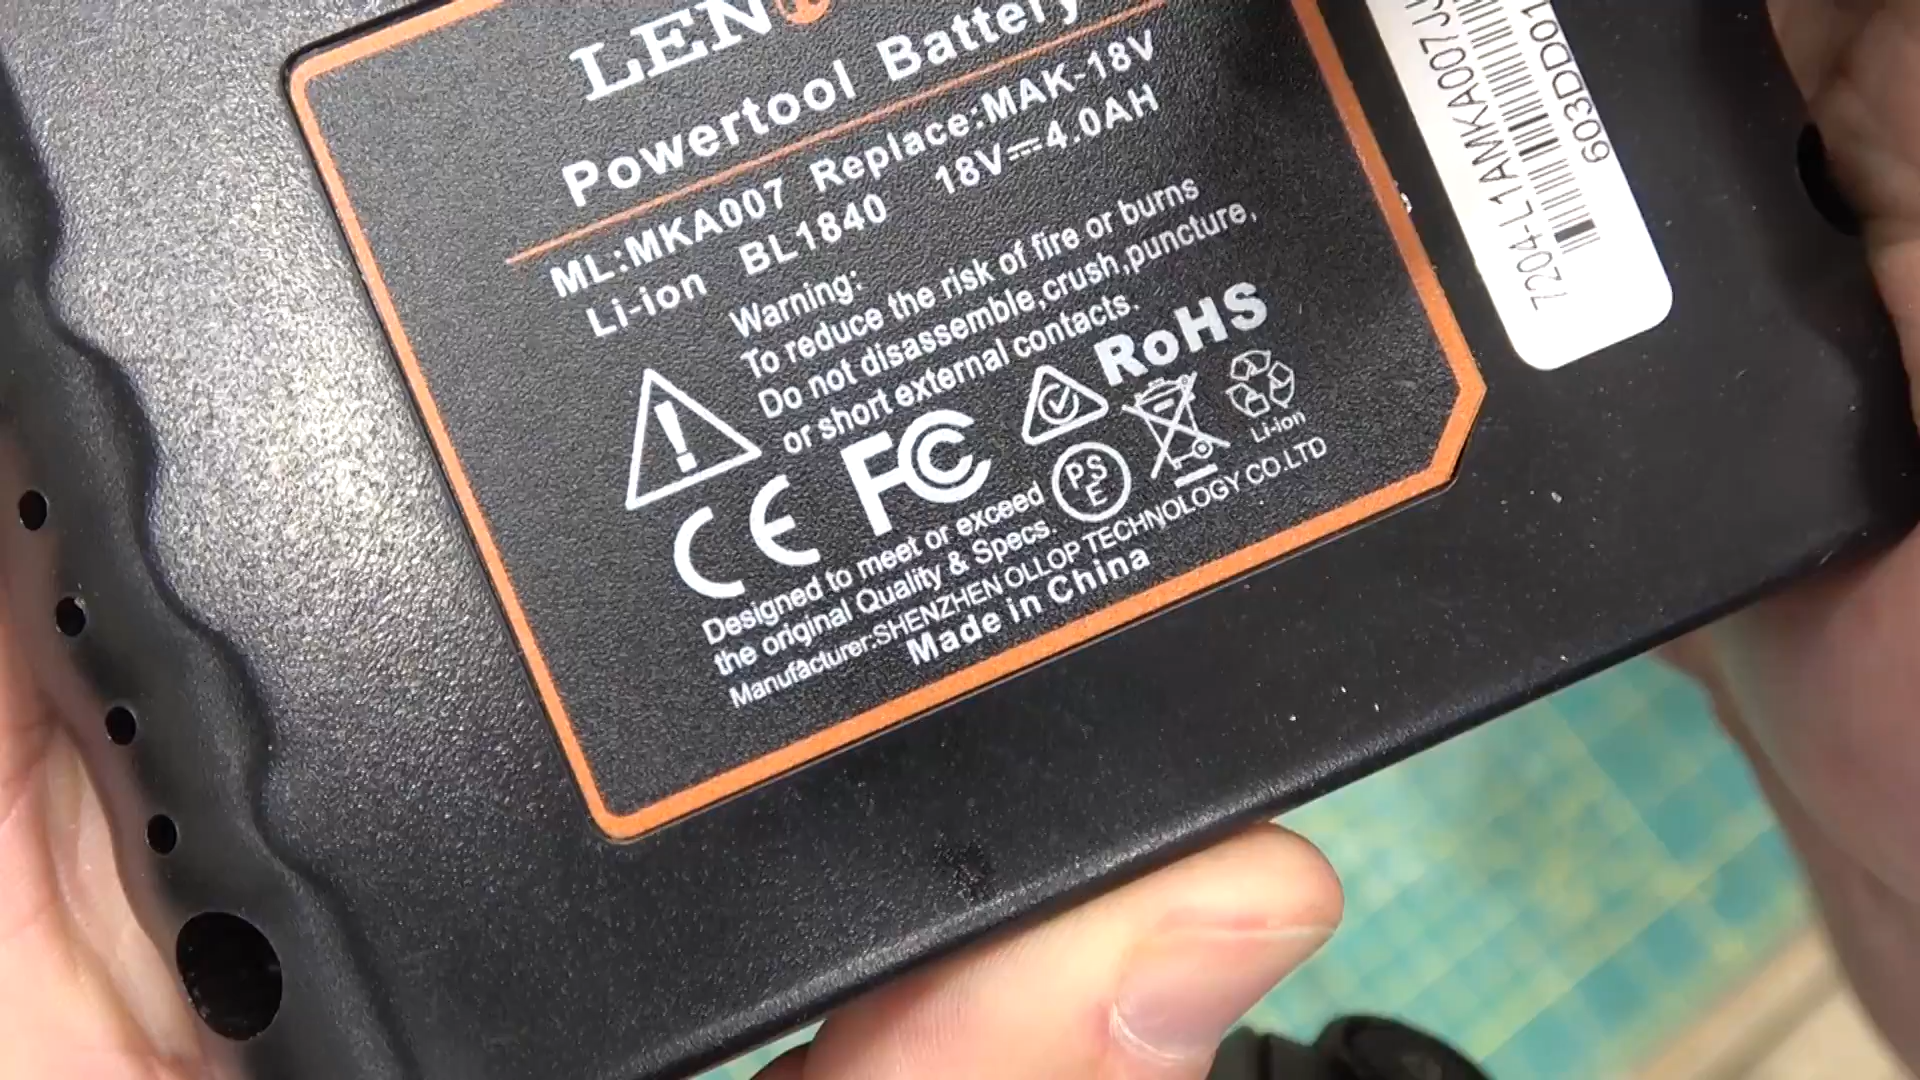 LEN
Powertool Battery
ML:MKA007 Replace:MAK-18V
Li-ion BL1840 18V⎓4.0AH
Warning:
To reduce the risk of fire or burns
Do not disassemble,crush,puncture,
or short external contacts.
RoHS
CE FC
PS
E
Li-ion
Designed to meet or exceed
the original Quality & Specs.
Manufacturer:SHENZHEN OLLOP TECHNOLOGY CO.LTD
Made in China
7204-L1AMKA007J
603DD01